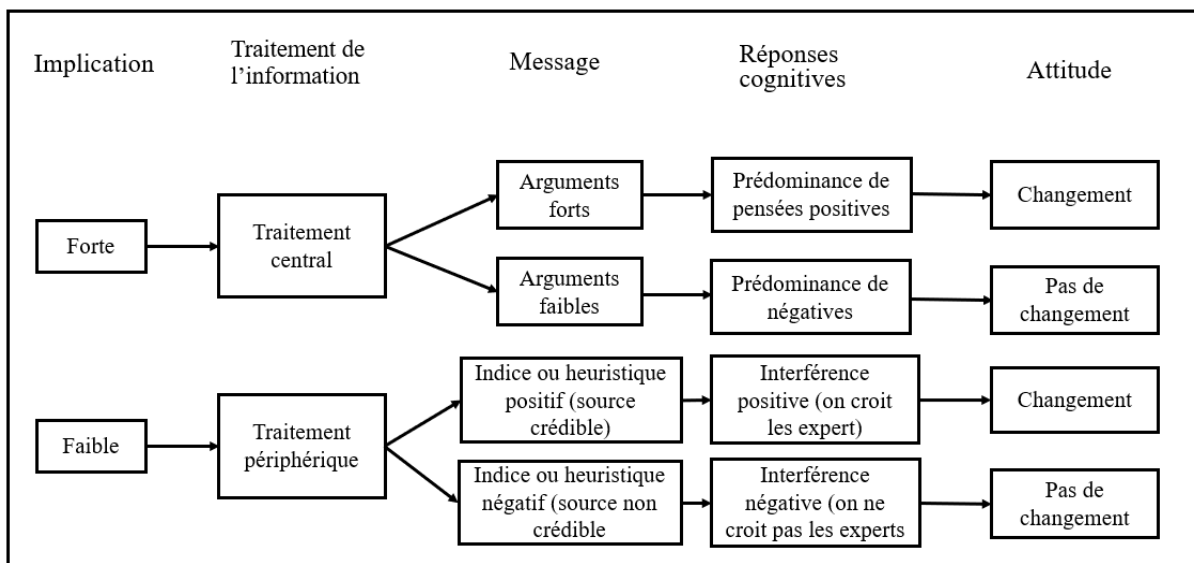 Implication
Traitement de
l’information
Message
Réponses
cognitives
Attitude
Forte
Traitement
central
Arguments
forts
Prédominance de
pensées positives
Changement
Arguments
faibles
Prédominance de
négatives
Pas de
changement
Faible
Traitement
périphérique
Indice ou heuristique
positif (source
crédible)
Interférence
positive (on croit
les expert)
Changement
Indice ou heuristique
négatif (source non
crédible
Interférence
négative (on ne
croit pas les experts
Pas de
changement